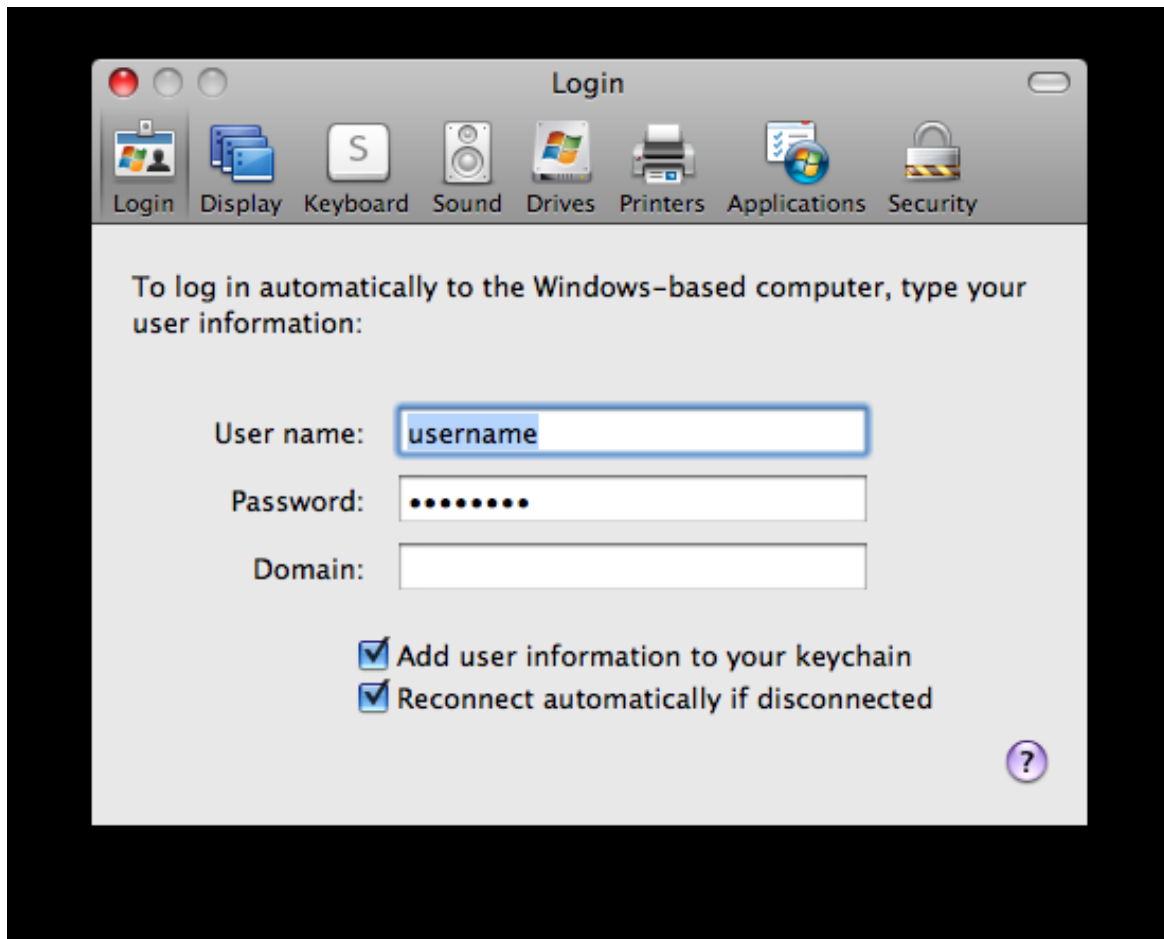 Login
S
Login Display Keyboard Sound Drives Printers Applications Security
To log in automatically to the Windows-based computer, type your
user information:
User name: username
Password: ••••••••
Domain:
Add user information to your keychain
Reconnect automatically if disconnected
?